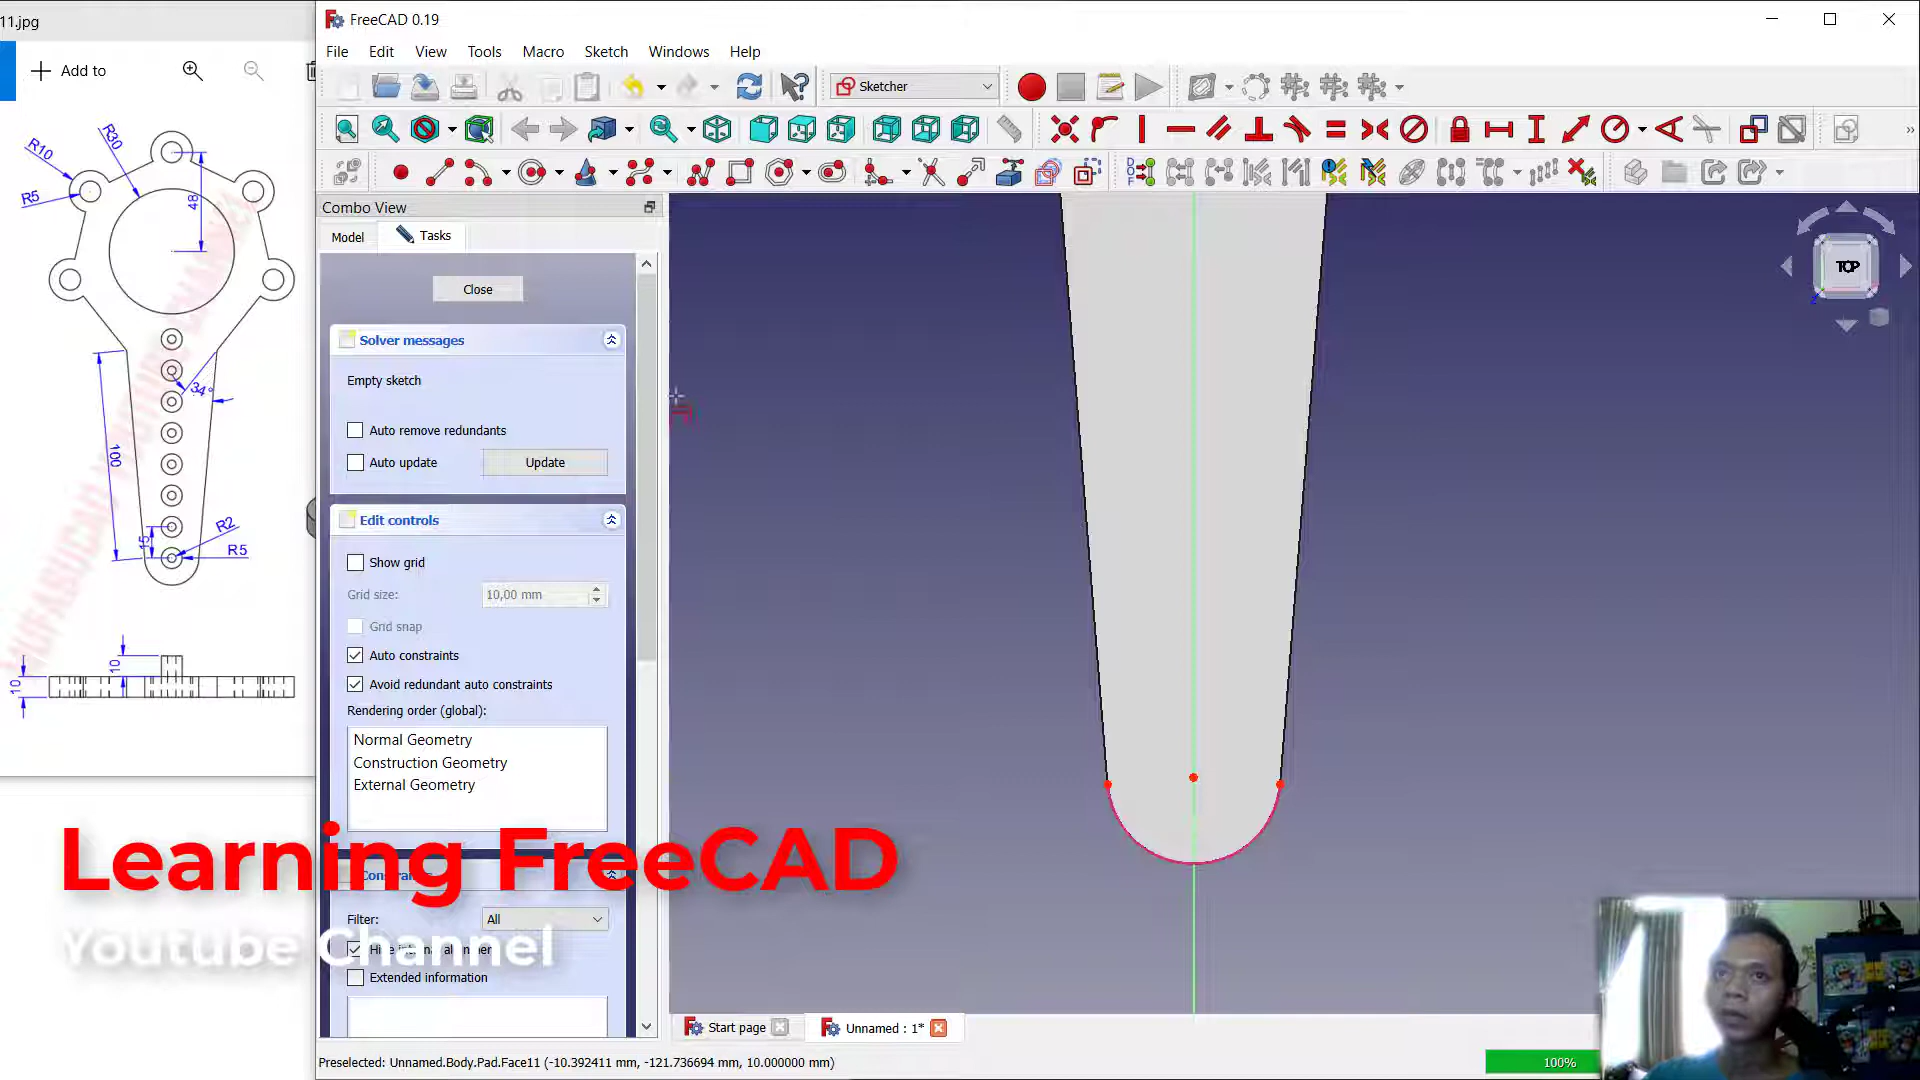 11.jpg
Add to
R10
R30
R5
48
34°
100
15
R2
R5
10
10
FreeCAD 0.19
File Edit View Tools Macro Sketch Windows Help
Sketcher
Combo View
Model Tasks
Close
Solver messages
Empty sketch
Auto remove redundants
Auto update Update
Edit controls
Show grid
Grid size: 10,00 mm
Grid snap
Auto constraints
Avoid redundant auto constraints
Rendering order (global):
Normal Geometry
Construction Geometry
External Geometry
Learning FreeCAD
Youtube Channel
Filter: All
Extended information
TOP
Start page Unnamed : 1*
Preselected: Unnamed.Body.Pad.Face11 (-10.392411 mm, -121.736694 mm, 10.000000 mm)
100%